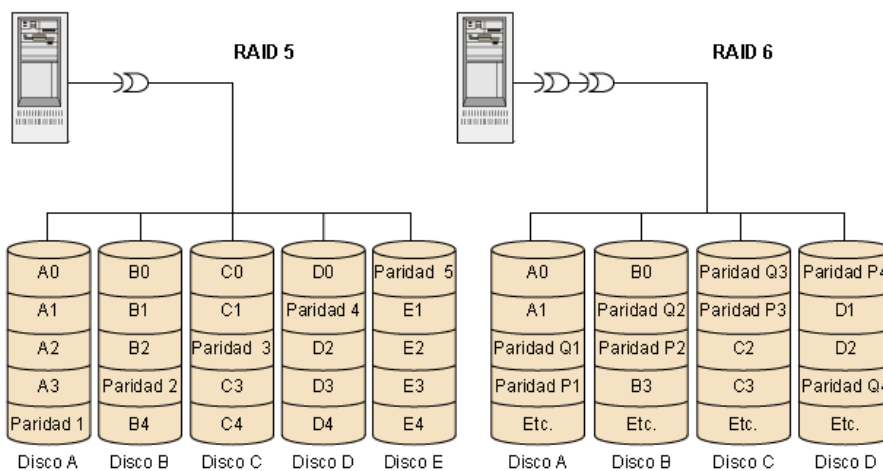 RAID 5
A0 B0 C0 D0 Paridad 5
A1 B1 C1 Paridad 4 E1
A2 B2 Paridad 3 D2 E2
A3 Paridad 2 C3 D3 E3
Paridad 1 B4 C4 D4 E4
Disco A Disco B Disco C Disco D Disco E
RAID 6
A0 B0 Paridad Q3 Paridad P4
A1 Paridad Q2 Paridad P3 D1
Paridad Q1 Paridad P2 C2 D2
Paridad P1 B3 C3 Paridad Q4
Etc. Etc. Etc. Etc.
Disco A Disco B Disco C Disco D